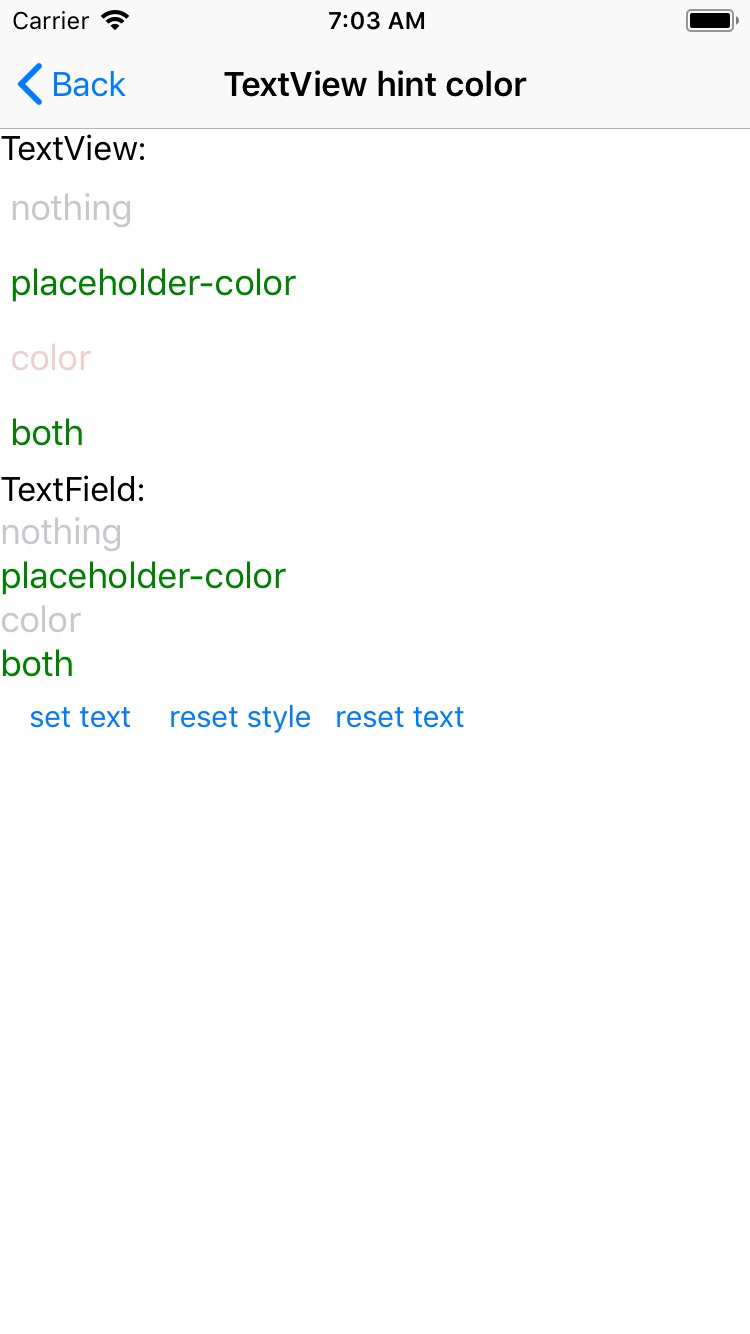 Carrier 7:03 AM
Back TextView hint color
TextView:
nothing
placeholder-color
color
both
TextField:
nothing
placeholder-color
color
both
set text reset style reset text